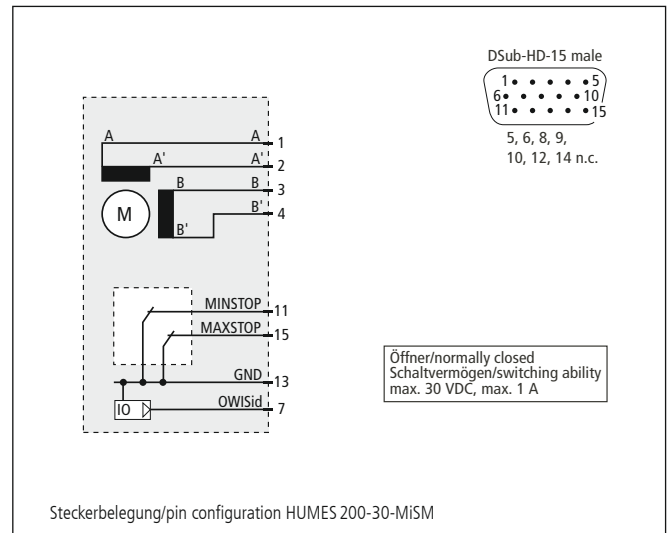 DSub-HD-15 male
1 5
6 10
11 15
5, 6, 8, 9,
10, 12, 14 n.c.
A A 1
A' A' 2
B B 3
M B' 4
B'
MINSTOP 11
MAXSTOP 15
GND 13
IO OWISid 7
Öffner/normally closed
Schaltvermögen/switching ability
max. 30 VDC, max. 1 A
Steckerbelegung/pin configuration HUMES 200-30-MiSM